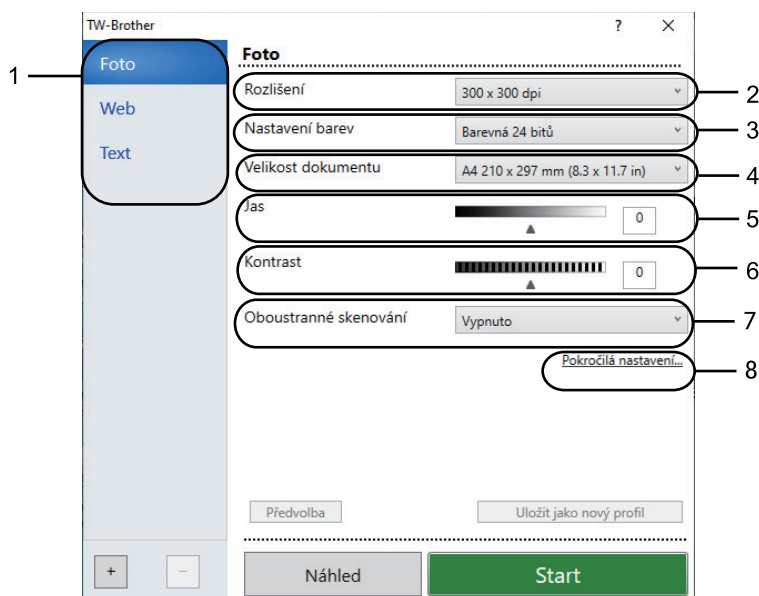 TW-Brother ? ×
1
Foto
Web
Text
Foto
Rozlišení 300 x 300 dpi 2
Nastavení barev Barevná 24 bitů 3
Velikost dokumentu A4 210 x 297 mm (8.3 x 11.7 in) 4
Jas 0 5
Kontrast 0 6
Oboustranné skenování Vypnuto 7
Pokročilá nastavení... 8
Předvolba Uložit jako nový profil
+ − Náhled Start